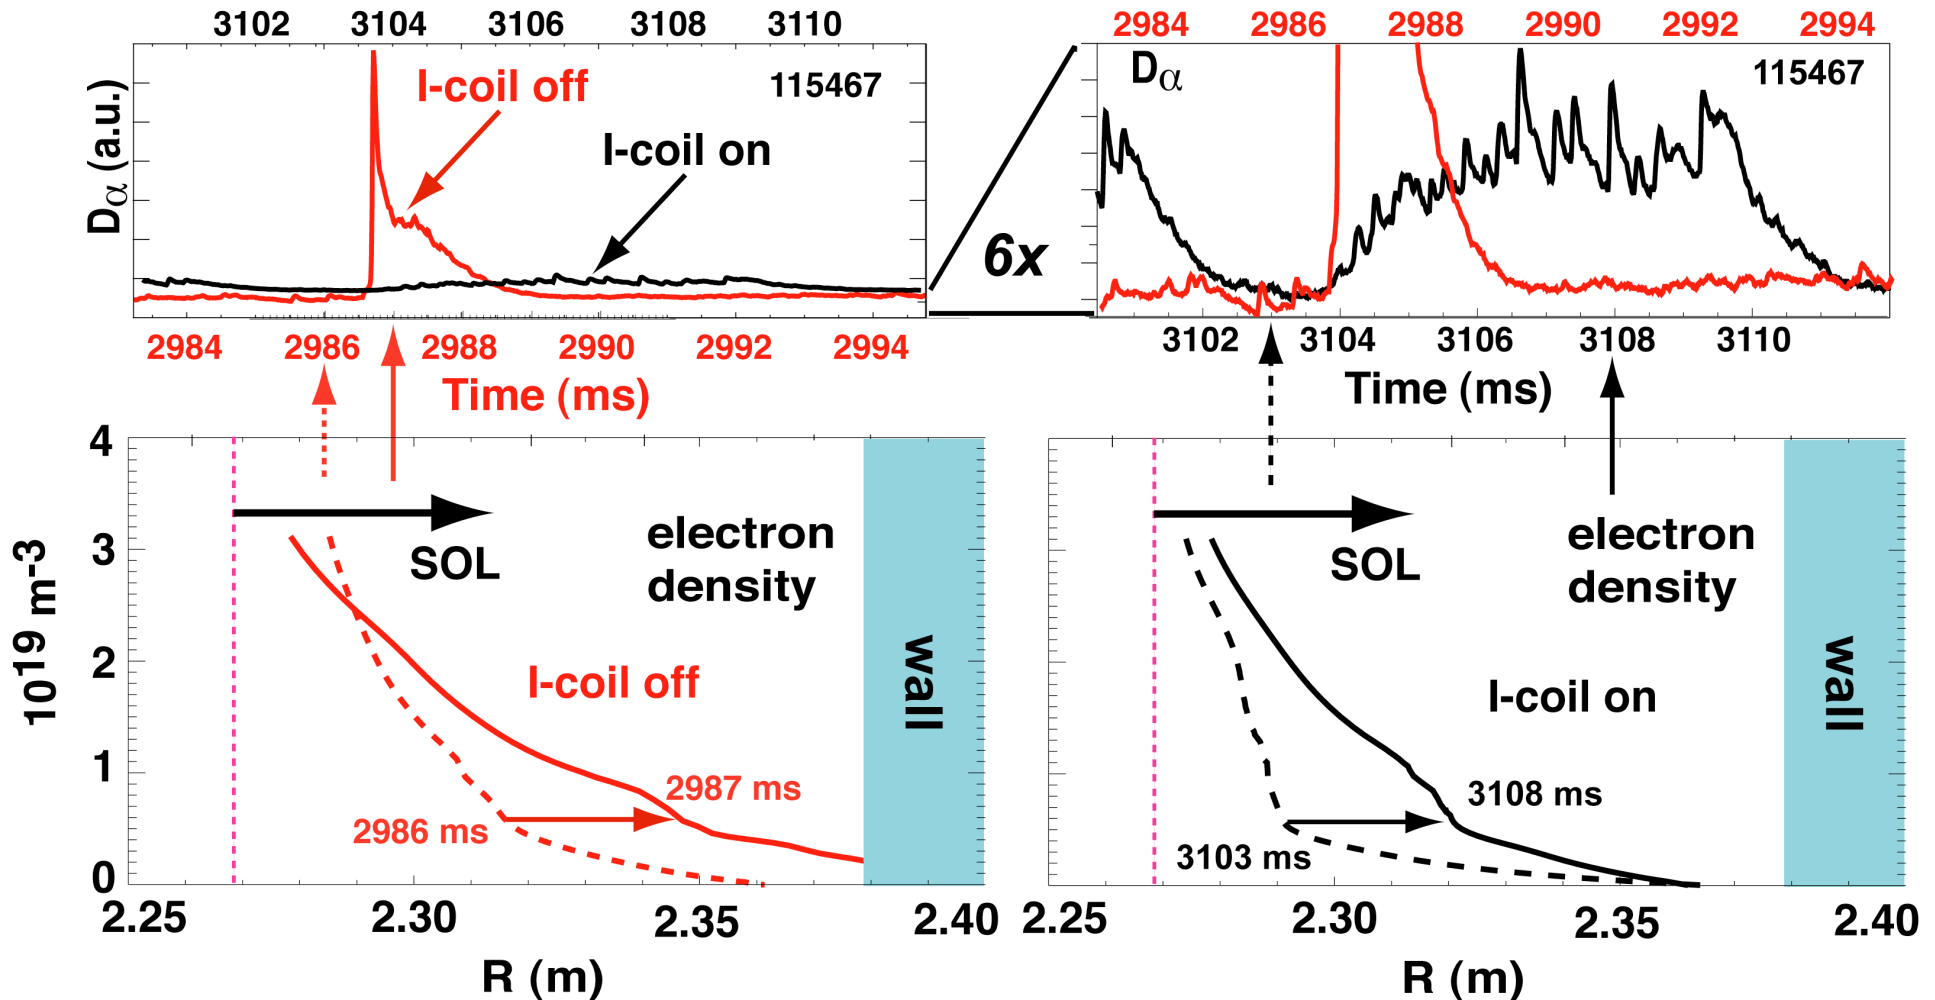 3102 3104 3106 3108 3110
Dα (a.u.)
I-coil off
115467
I-coil on
2984 2986 2988 2990 2992 2994
Time (ms)
2984 2986 2988 2990 2992 2994
Dα
115467
6x
3102 3104 3106 3108 3110
Time (ms)
10^19 m-3
4
3
2
1
0
SOL
electron
density
I-coil off
2987 ms
2986 ms
wall
2.25 2.30 2.35 2.40
R (m)
SOL
electron
density
I-coil on
3108 ms
3103 ms
wall
2.25 2.30 2.35 2.40
R (m)